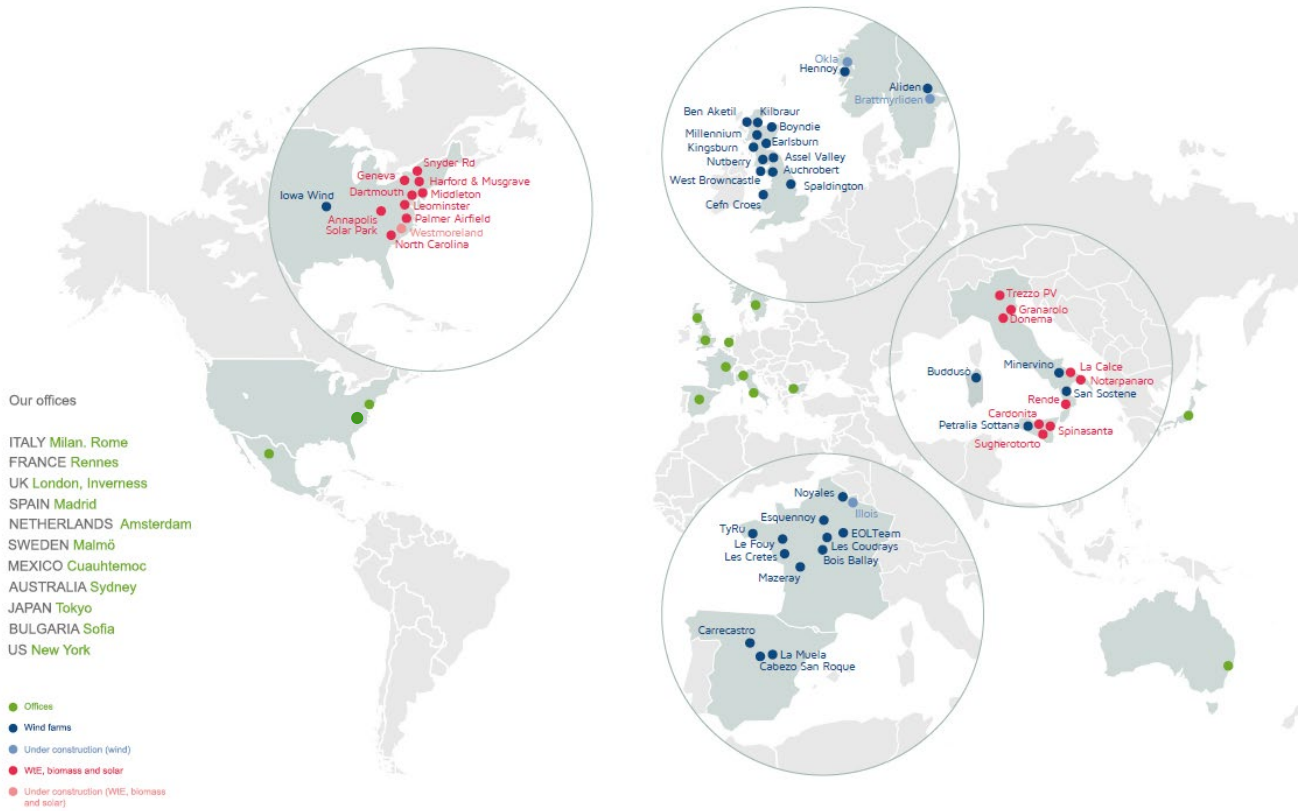 Okla
Hennoy
Aliden
Brattmyrliden
Ben Aketil
Kilbraur
Boyndie
Millennium
Earlsburn
Kingsburn
Assel Valley
Nutberry
Auchrobert
West Browncastle
Spaldington
Cefn Croes
Snyder Rd
Geneva
Harford & Musgrave
Dartmouth
Middleton
Iowa Wind
Leominster
Annapolis
Solar Park
Palmer Airfield
Westmoreland
North Carolina
Trezzo PV
Granarolo
Donema
Minervino
La Calce
Buddusò
Notarpanaro
San Sostene
Rende
Cardonita
Petralia Sottana
Spinasanta
Sugherotorto
Noyales
Illois
Esquennoy
TyRu
EOLTeam
Le Fouy
Les Coudrays
Les Cretes
Bois Ballay
Mazeray
Carrecastro
La Muela
Cabezo San Roque
Our offices
ITALY Milan. Rome
FRANCE Rennes
UK London, Inverness
SPAIN Madrid
NETHERLANDS Amsterdam
SWEDEN Malmö
MEXICO Cuauhtemoc
AUSTRALIA Sydney
JAPAN Tokyo
BULGARIA Sofia
US New York
Offices
Wind farms
Under construction (wind)
WtE, biomass and solar
Under construction (WtE, biomass
and solar)